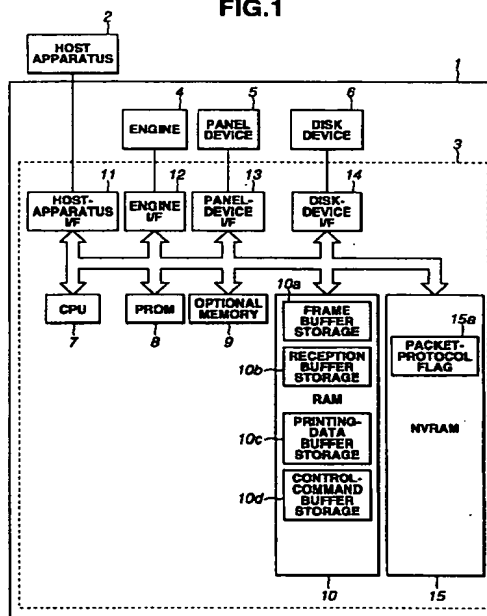 FIG.1
2
HOST
APPARATUS
1
4
5
6
ENGINE
PANEL
DEVICE
DISK
DEVICE
3
11
12
13
14
HOST-
APPARATUS
I/F
ENGINE
I/F
PANEL-
DEVICE
I/F
DISK-
DEVICE
I/F
CPU
7
PROM
8
OPTIONAL
MEMORY
9
10a
FRAME
BUFFER
STORAGE
10b
RECEPTION
BUFFER
STORAGE
RAM
10c
PRINTING-
DATA
BUFFER
STORAGE
10d
CONTROL-
COMMAND
BUFFER
STORAGE
10
15a
PACKET-
PROTOCOL
FLAG
NVRAM
15